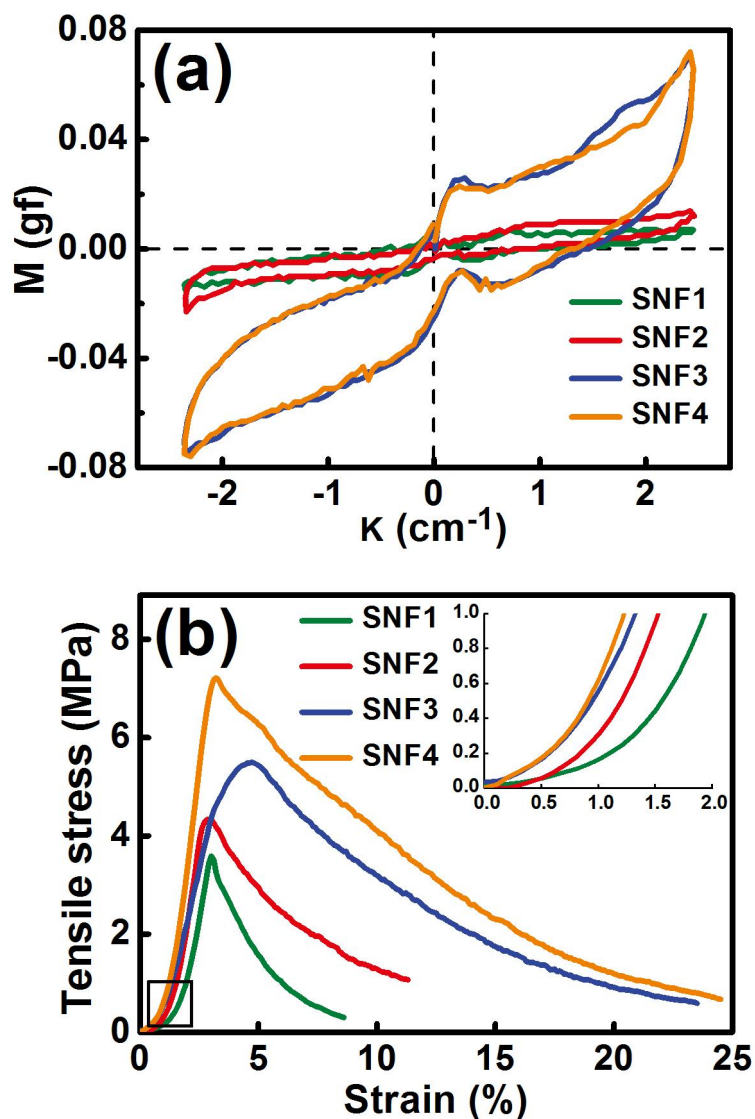 (a)
0.08
0.04
0.00
-0.04
-0.08
M (gf)
SNF1
SNF2
SNF3
SNF4
-2 -1 0 1 2
κ (cm-1)
(b)
8
6
4
2
0
Tensile stress (MPa)
SNF1
SNF2
SNF3
SNF4
1.0
0.8
0.6
0.4
0.2
0.0
0.0 0.5 1.0 1.5 2.0
0 5 10 15 20 25
Strain (%)